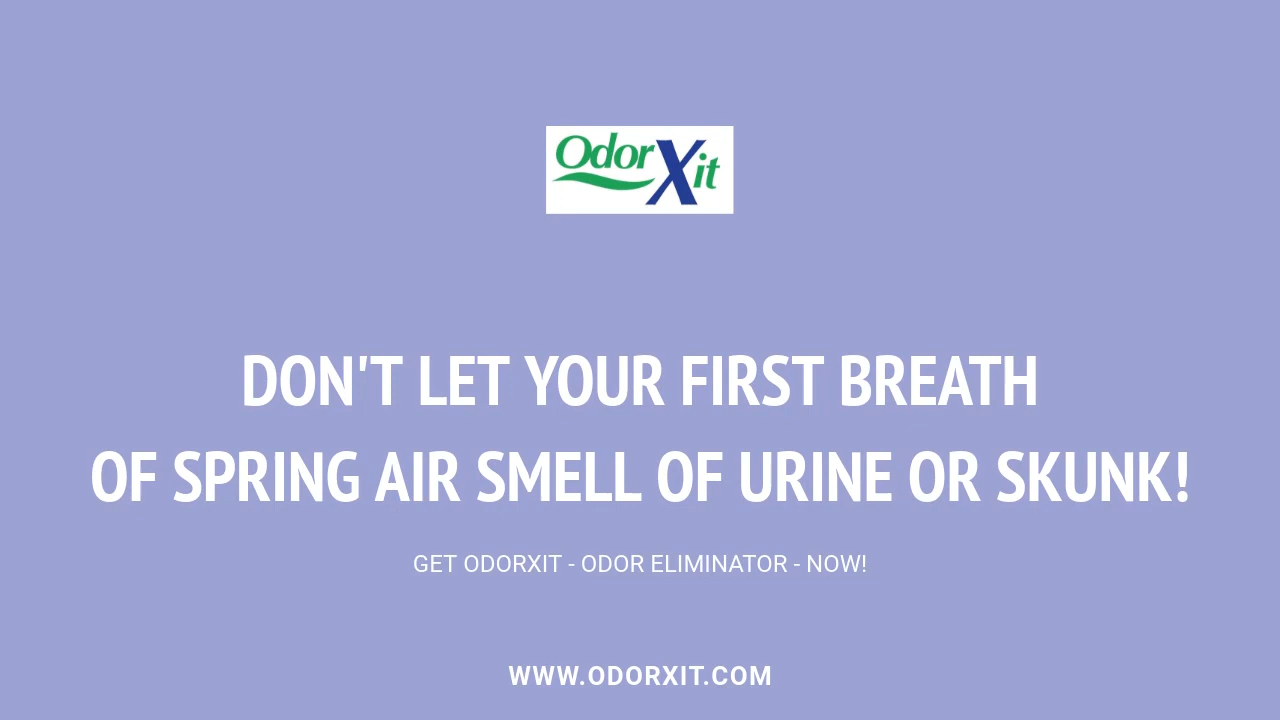 OdorXit
DON'T LET YOUR FIRST BREATH
OF SPRING AIR SMELL OF URINE OR SKUNK!
GET ODORXIT - ODOR ELIMINATOR - NOW!
WWW.ODORXIT.COM